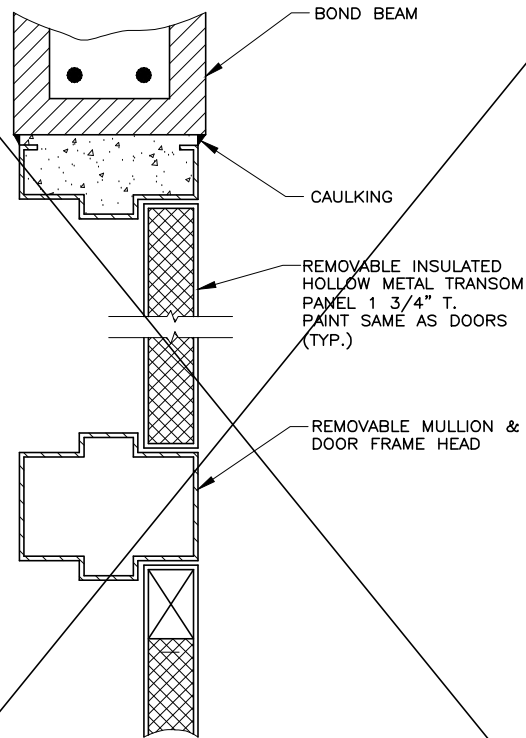 BOND BEAM
CAULKING
REMOVABLE INSULATED
HOLLOW METAL TRANSOM
PANEL 1 3/4" T.
PAINT SAME AS DOORS
(TYP.)
REMOVABLE MULLION &
DOOR FRAME HEAD